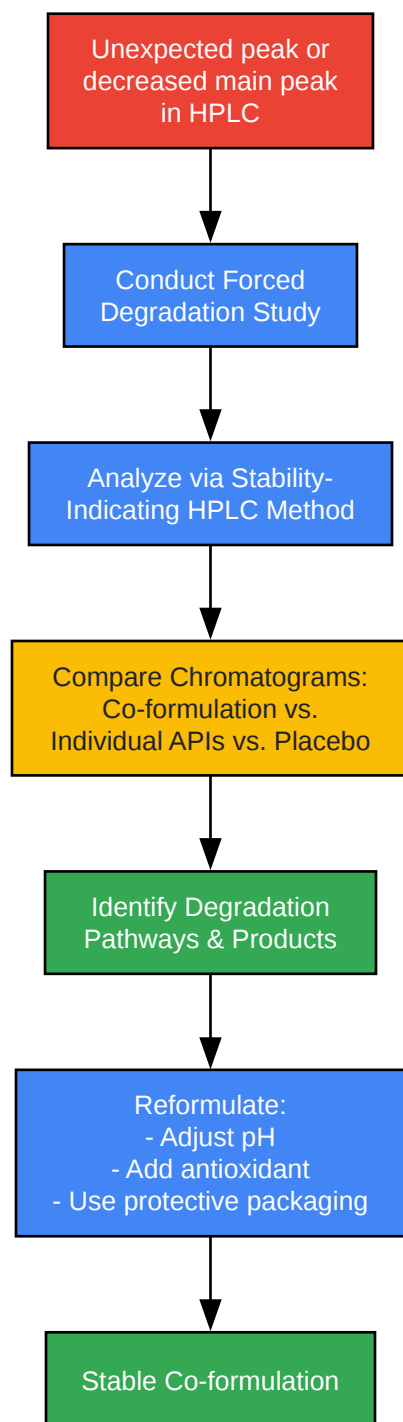 Unexpected peak or
decreased main peak
in HPLC
Conduct Forced
Degradation Study
Analyze via Stability-
Indicating HPLC Method
Compare Chromatograms:
Co-formulation vs.
Individual APIs vs. Placebo
Identify Degradation
Pathways & Products
Reformulate:
- Adjust pH
- Add antioxidant
- Use protective packaging
Stable Co-formulation